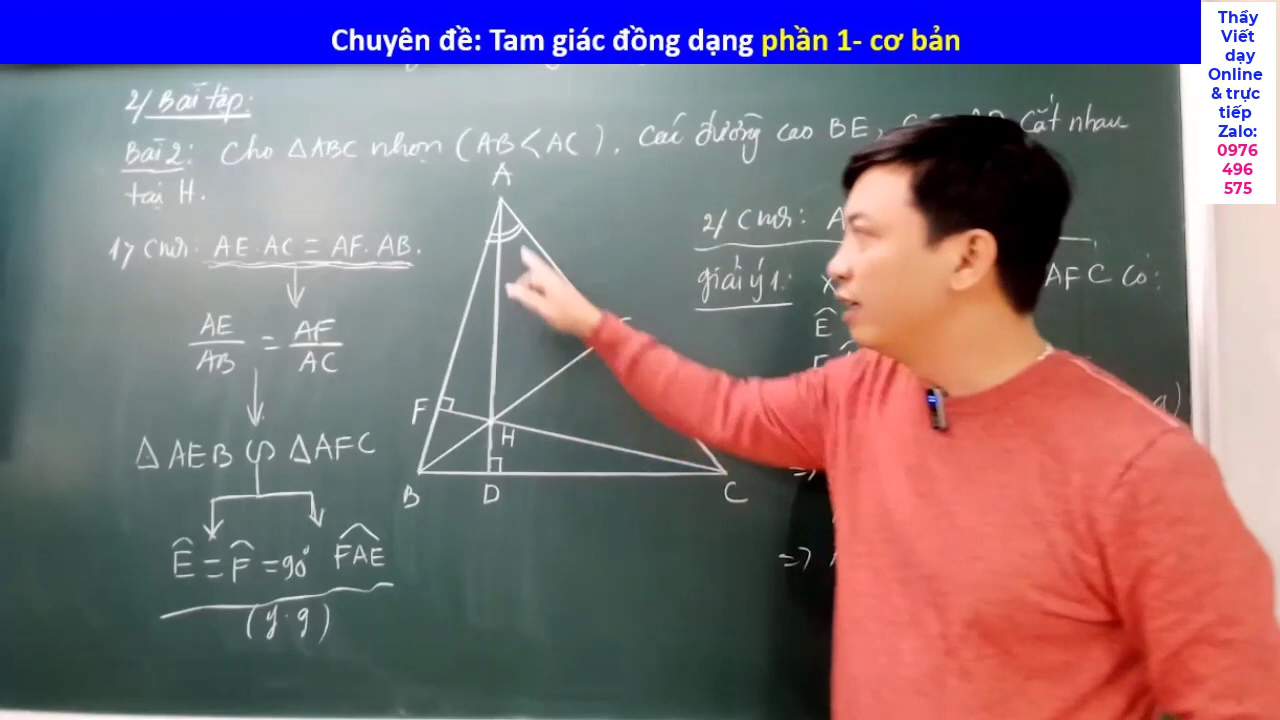 Chuyên đề: Tam giác đồng dạng phần 1- cơ bản
Thầy
Viết
dạy
Online
& trực
tiếp
Zalo:
0976
496
575
2/ Bài tập:
Bài 2: Cho ΔABC nhọn (AB < AC). Các đường cao BE, cắt nhau
tại H.
1) Cmr: AE.AC = AF.AB.
AE/AB = AF/AC
ΔAEB ∽ ΔAFC
Ê = F̂ = 90° FAE
(y.g)
A
F
H
B D C
2/ Cmr: A
giải ý 1: X AFC có:
Ê
=>
=>